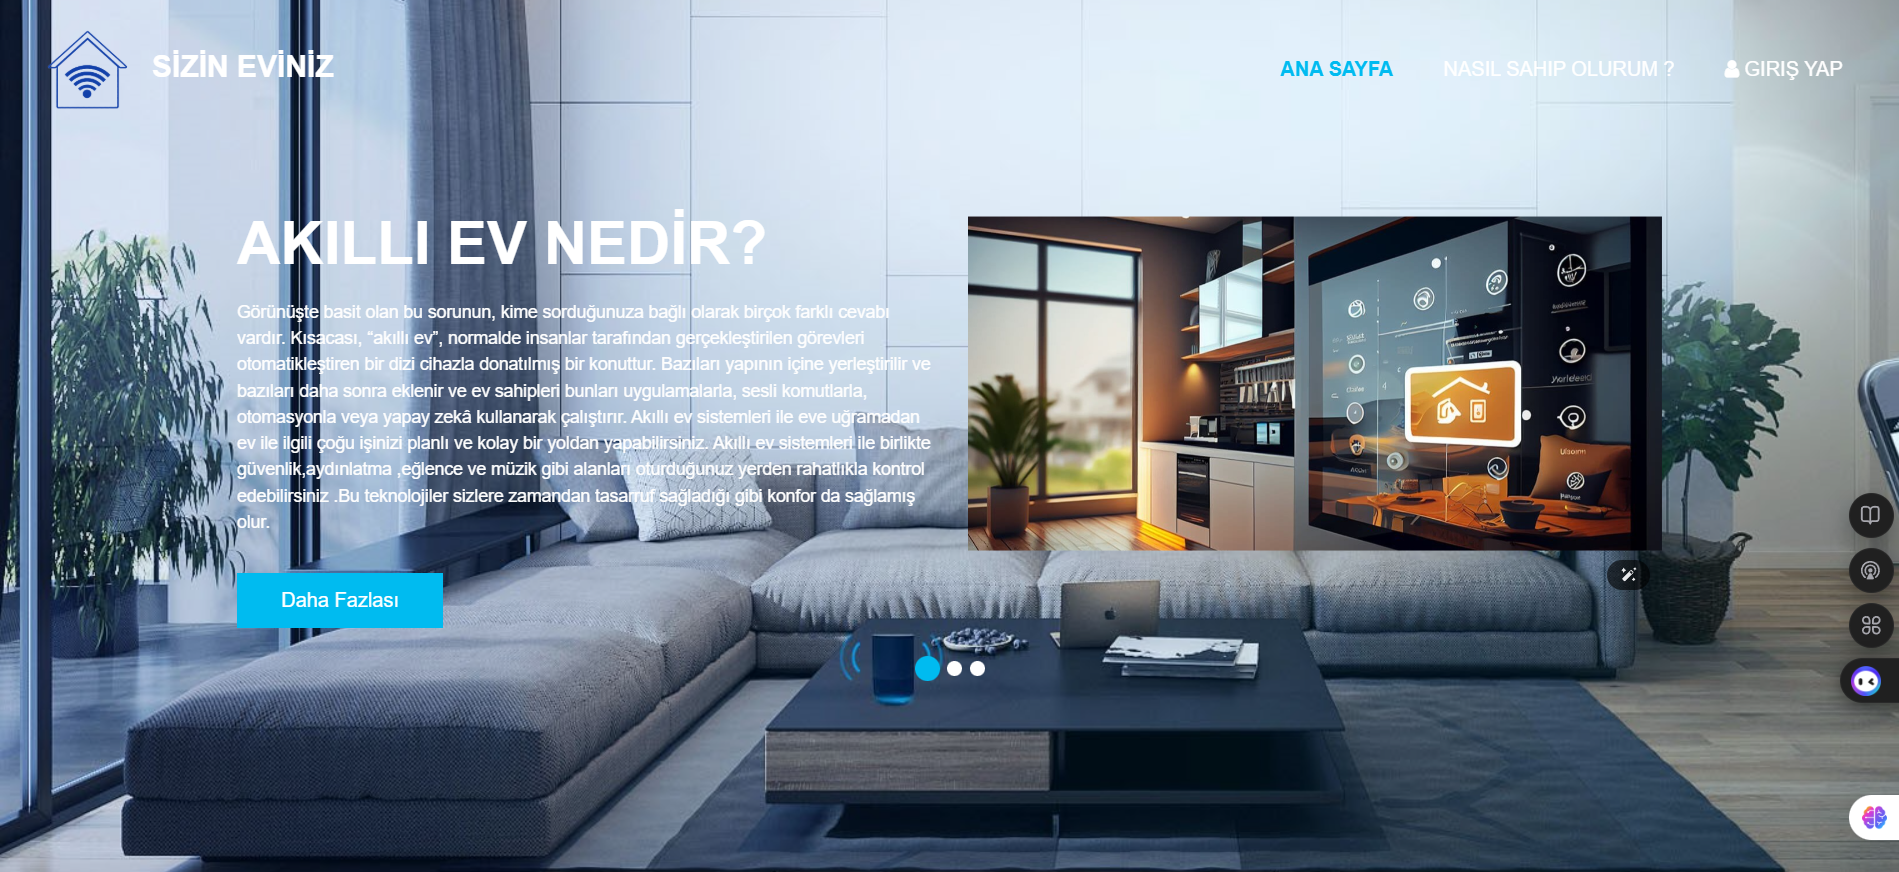 SİZİN EVİNİZ
ANA SAYFA
NASIL SAHIP OLURUM ?
GIRIŞ YAP
AKILLI EV NEDİR?
Görünüşte basit olan bu sorunun, kime sorduğunuza bağlı olarak birçok farklı cevabı
vardır. Kısacası, “akıllı ev”, normalde insanlar tarafından gerçekleştirilen görevleri
otomatikleştiren bir dizi cihazla donatılmış bir konuttur. Bazıları yapının içine yerleştirilir ve
bazıları daha sonra eklenir ve ev sahipleri bunları uygulamalarla, sesli komutlarla,
otomasyonla veya yapay zekâ kullanarak çalıştırır. Akıllı ev sistemleri ile eve uğramadan
ev ile ilgili çoğu işinizi planlı ve kolay bir yoldan yapabilirsiniz. Akıllı ev sistemleri ile birlikte
güvenlik,aydınlatma ,eğlence ve müzik gibi alanları oturduğunuz yerden rahatlıkla kontrol
edebilirsiniz .Bu teknolojiler sizlere zamandan tasarruf sağladığı gibi konfor da sağlamış
olur.
Daha Fazlası